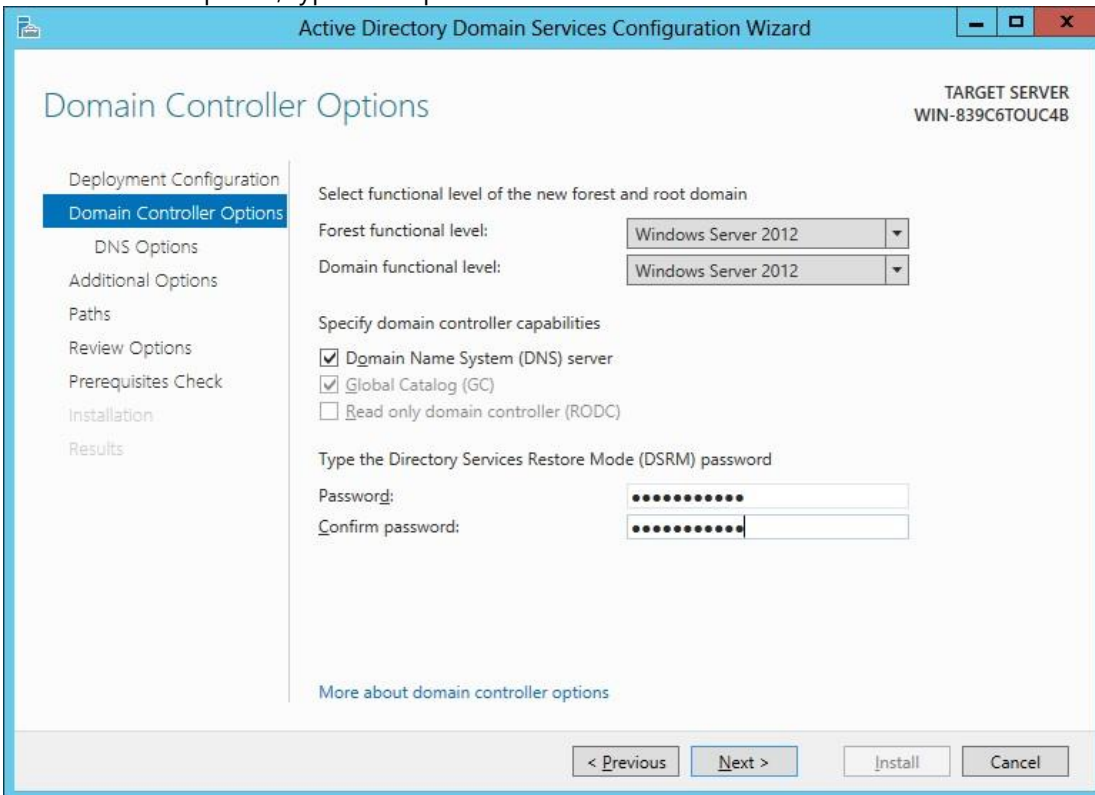 Active Directory Domain Services Configuration Wizard
Domain Controller Options
TARGET SERVER
WIN-839C6TOUC4B
Deployment Configuration
Domain Controller Options
DNS Options
Additional Options
Paths
Review Options
Prerequisites Check
Installation
Results
Select functional level of the new forest and root domain
Forest functional level: Windows Server 2012
Domain functional level: Windows Server 2012
Specify domain controller capabilities
Domain Name System (DNS) server
Global Catalog (GC)
Read only domain controller (RODC)
Type the Directory Services Restore Mode (DSRM) password
Password: ●●●●●●●●●●●
Confirm password: ●●●●●●●●●●●
More about domain controller options
< Previous Next > Install Cancel